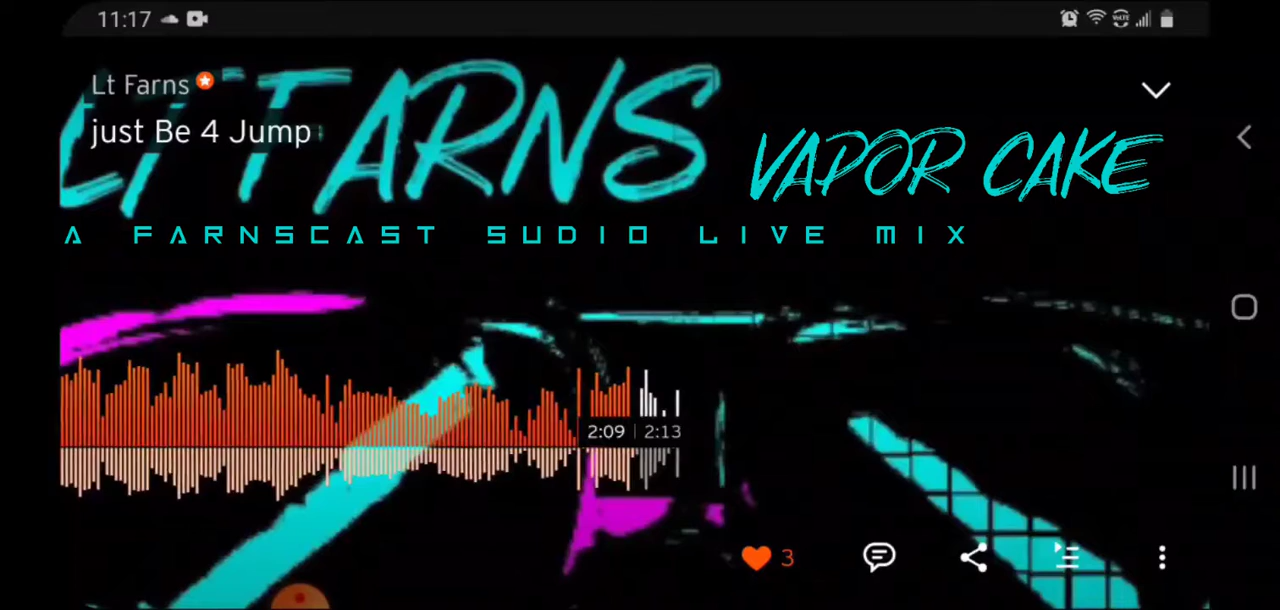 11:17
Lt Farns
just Be 4 Jump
LT FARNS
VAPOR CAKE
A FARNSCAST SUDIO LIVE MIX
2:09 | 2:13
3